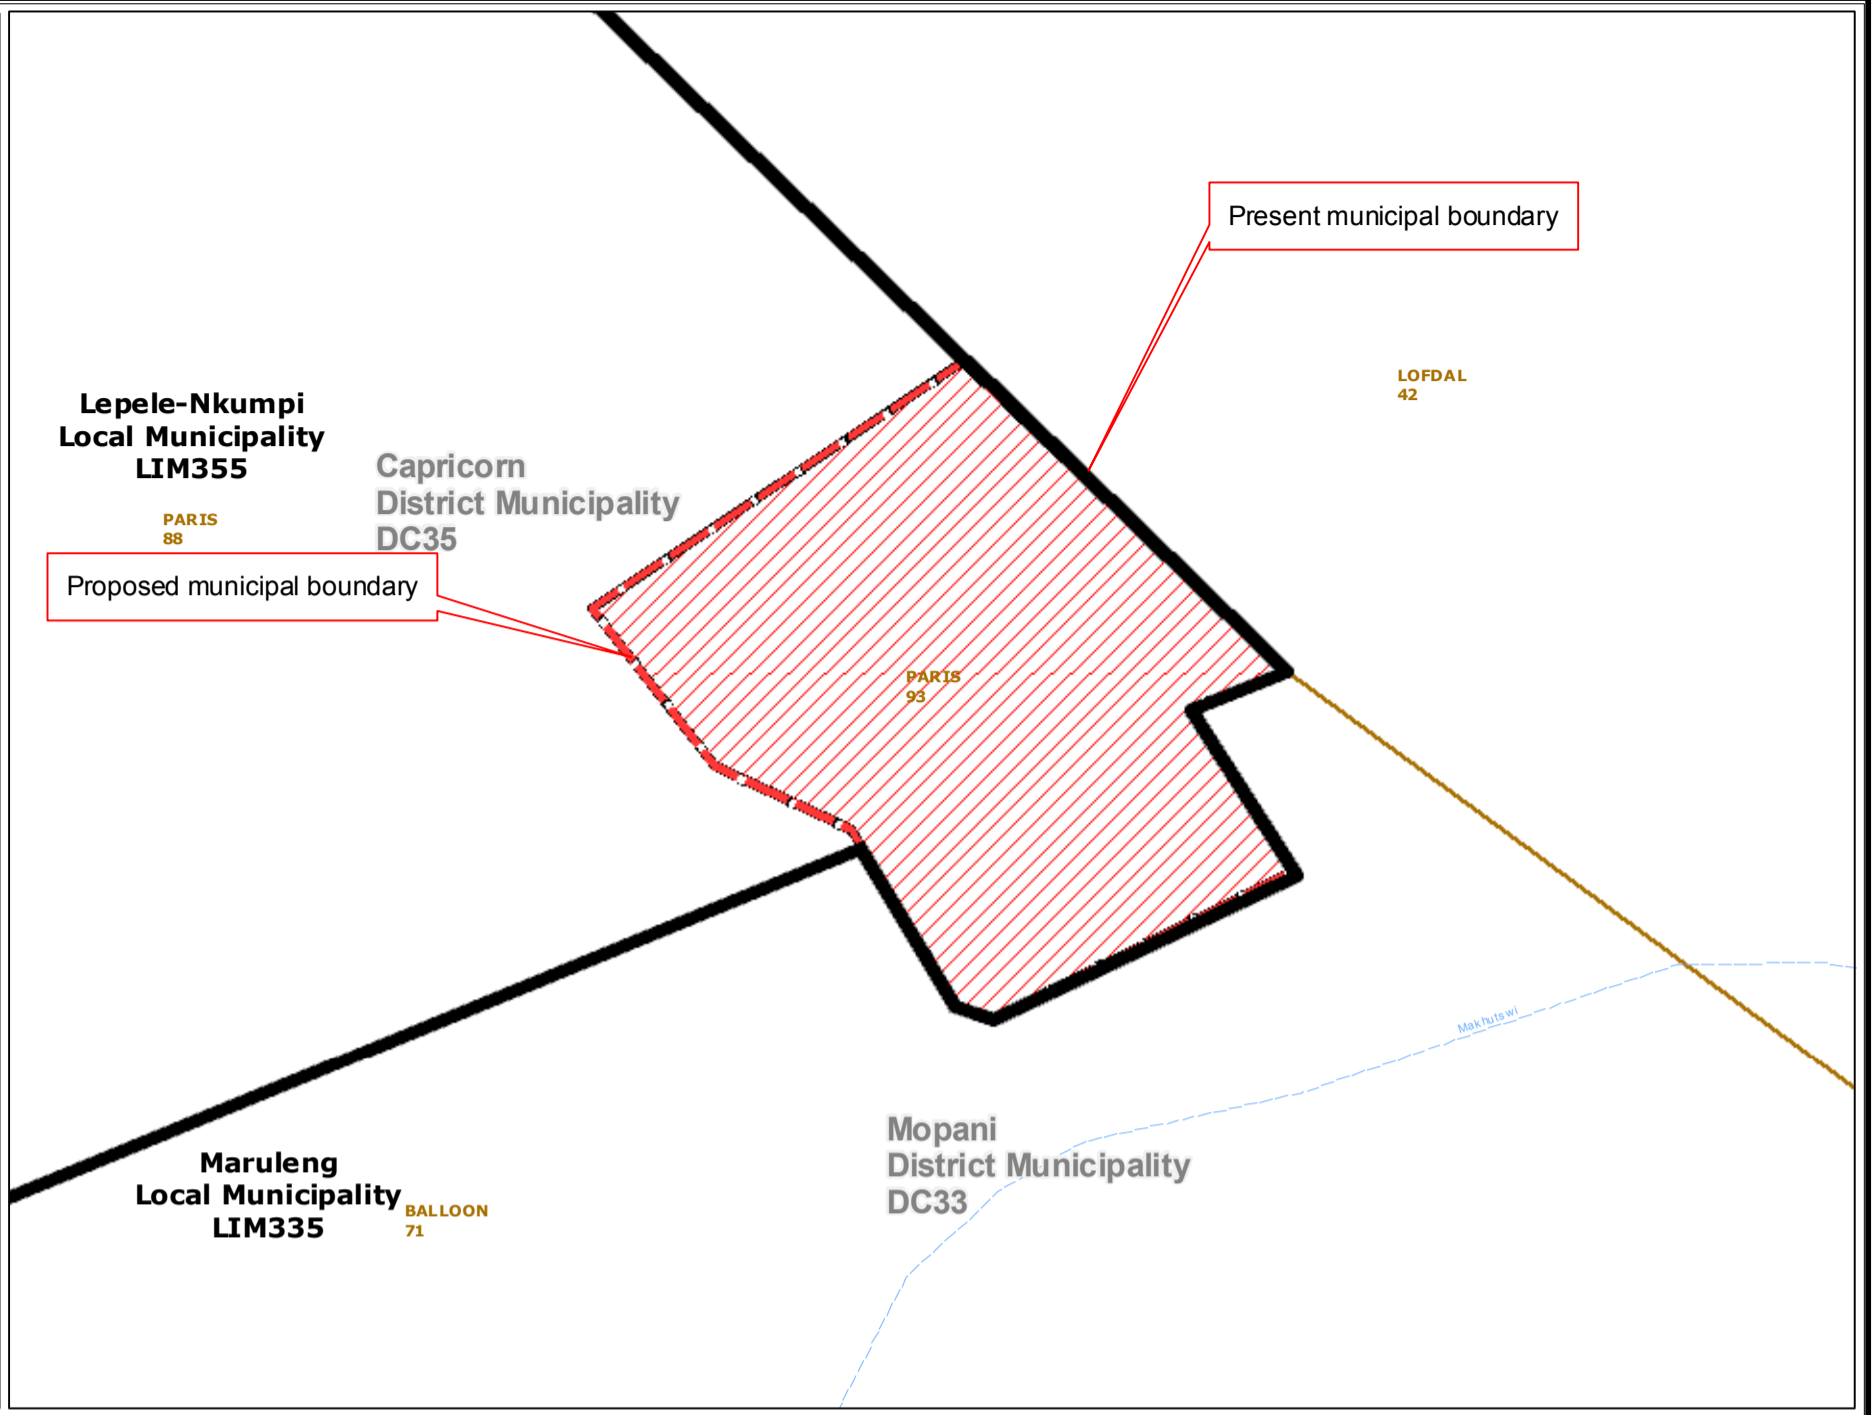 Present municipal boundary
LOFDAL
42
Lepele-Nkumpi
Local Municipality
LIM355
Capricorn
District Municipality
DC35
PARIS
88
Proposed municipal boundary
PARIS
93
Makhutswi
Mopani
District Municipality
DC33
Maruleng
Local Municipality
LIM335
BALLOON
71